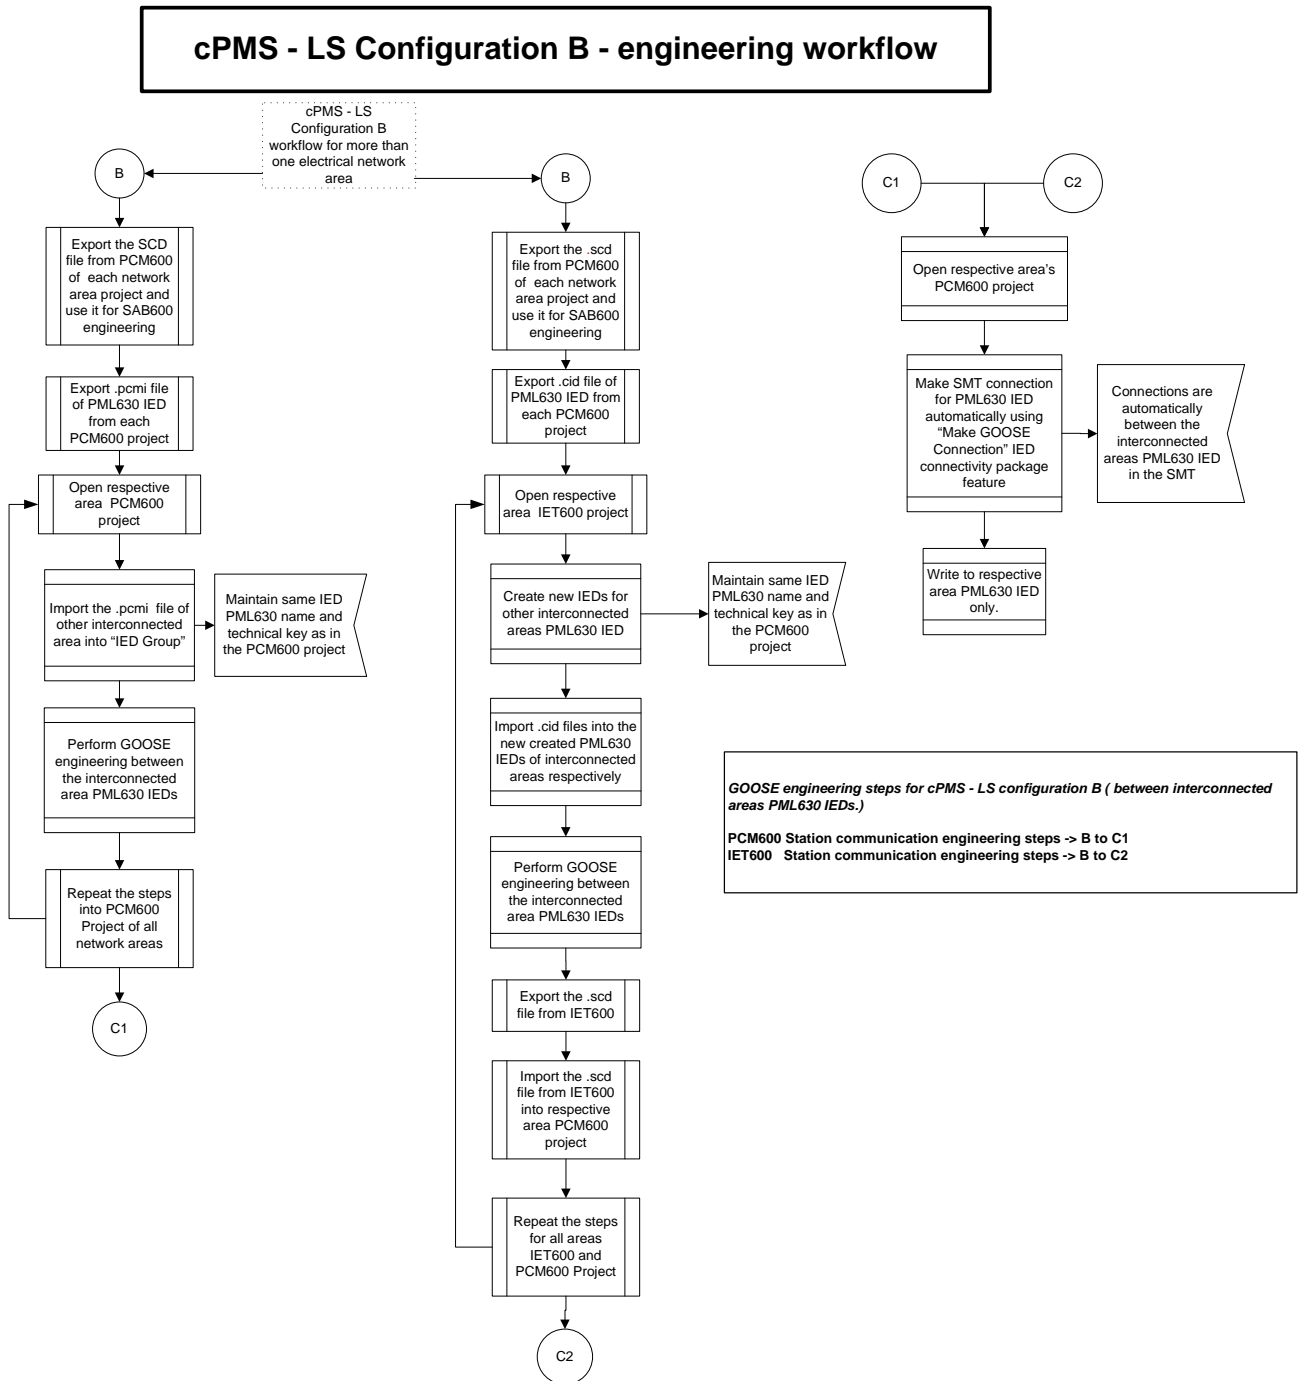 cPMS - LS Configuration B - engineering workflow
cPMS - LS
Configuration B
workflow for more than
one electrical network
area
B
Export the SCD
file from PCM600
of each network
area project and
use it for SAB600
engineering
Export .pcmi file
of PML630 IED
from each
PCM600 project
Open respective
area PCM600
project
Import the .pcmi file of
other interconnected
area into “IED Group”
Maintain same IED
PML630 name and
technical key as in
the PCM600 project
Perform GOOSE
engineering between
the interconnected
area PML630 IEDs
Repeat the steps
into PCM600
Project of all
network areas
C1
B
Export the .scd
file from PCM600
of each network
area project and
use it for SAB600
engineering
Export .cid file of
PML630 IED from
each PCM600
project
Open respective
area IET600 project
Create new IEDs for
other interconnected
areas PML630 IED
Maintain same IED
PML630 name and
technical key as in
the PCM600
project
Import .cid files into the
new created PML630
IEDs of interconnected
areas respectively
Perform GOOSE
engineering between
the interconnected
area PML630 IEDs
Export the .scd
file from IET600
Import the .scd
file from IET600
into respective
area PCM600
project
Repeat the steps
for all areas
IET600 and
PCM600 Project
C2
C1
C2
Open respective area's
PCM600 project
Make SMT connection
for PML630 IED
automatically using
“Make GOOSE
Connection” IED
connectivity package
feature
Connections are
automatically
between the
interconnected
areas PML630 IED
in the SMT
Write to respective
area PML630 IED
only.
GOOSE engineering steps for cPMS - LS configuration B ( between interconnected
areas PML630 IEDs.)
PCM600 Station communication engineering steps -> B to C1
IET600 Station communication engineering steps -> B to C2